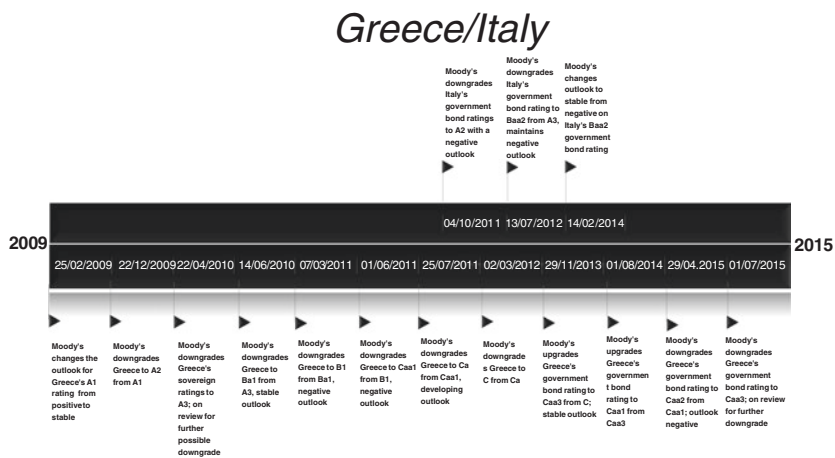 Greece/Italy
Moody's
downgrades
Italy's
government
bond ratings
to A2 with a
negative
outlook
Moody's
downgrades
Italy's
government
bond rating to
Baa2 from A3,
maintains
negative
outlook
Moody's
changes
outlook to
stable from
negative on
Italy's Baa2
government
bond rating
04/10/2011 13/07/2012 14/02/2014
2009
2015
25/02/2009 22/12/2009 22/04/2010 14/06/2010 07/03/2011 01/06/2011 25/07/2011 02/03/2012 29/11/2013 01/08/2014 29/04.2015 01/07/2015
Moody's
changes the
outlook for
Greece's A1
rating from
positive to
stable
Moody's
downgrades
Greece to A2
from A1
Moody's
downgrades
Greece's
sovereign
ratings to
A3; on
review for
further
possible
downgrade
Moody's
downgrades
Greece to
Ba1 from
A3, stable
outlook
Moody's
downgrades
Greece to B1
from Ba1,
negative
outlook
Moody's
downgrades
Greece to Caa1
from B1,
negative
outlook
Moody's
downgrades
Greece to Ca
from Caa1,
developing
outlook
Moody's
downgrade
s Greece to
C from Ca
Moody's
upgrades
Greece's
government
bond rating to
Caa3 from C;
stable outlook
Moody's
upgrades
Greece's
governmen
t bond
rating to
Caa1 from
Caa3
Moody's
downgrades
Greece's
government
bond rating to
Caa2 from
Caa1; outlook
negative
Moody's
downgrades
Greece's
government
bond rating to
Caa3; on review
for further
downgrade